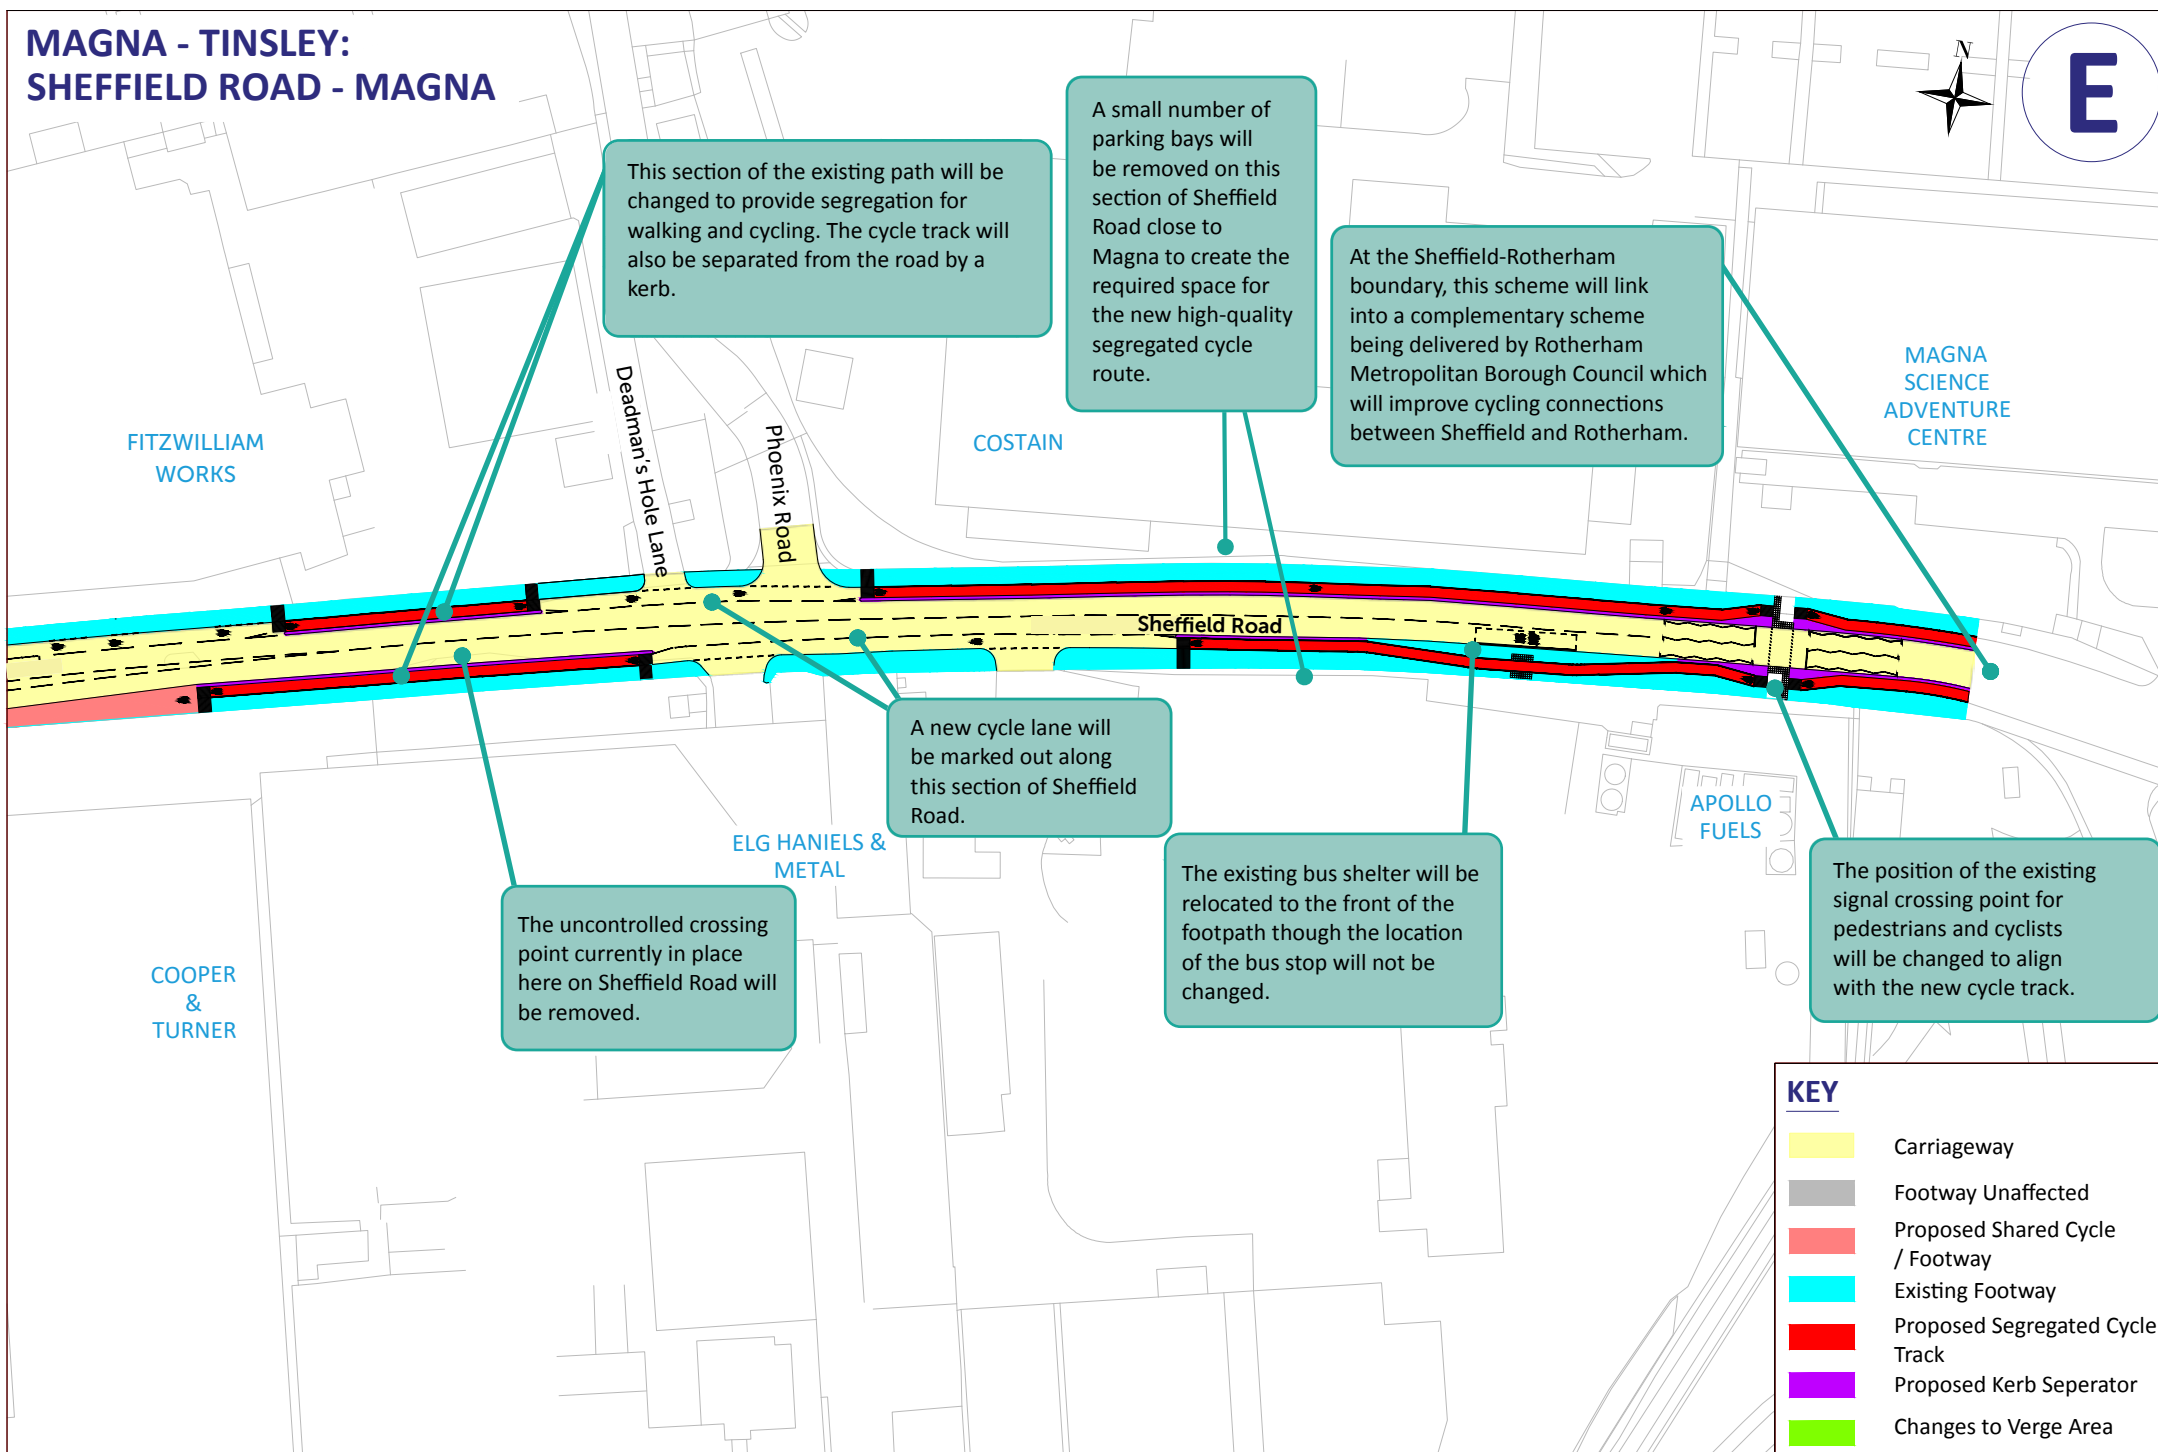 MAGNA - TINSLEY:
SHEFFIELD ROAD - MAGNA
N
E
This section of the existing path will be
changed to provide segregation for
walking and cycling. The cycle track will
also be separated from the road by a
kerb.
A small number of
parking bays will
be removed on this
section of Sheffield
Road close to
Magna to create the
required space for
the new high-quality
segregated cycle
route.
At the Sheffield-Rotherham
boundary, this scheme will link
into a complementary scheme
being delivered by Rotherham
Metropolitan Borough Council which
will improve cycling connections
between Sheffield and Rotherham.
MAGNA
SCIENCE
ADVENTURE
CENTRE
FITZWILLIAM
WORKS
Deadman's Hole Lane
Phoenix Road
COSTAIN
Sheffield Road
A new cycle lane will
be marked out along
this section of Sheffield
Road.
ELG HANIELS &
METAL
APOLLO
FUELS
The uncontrolled crossing
point currently in place
here on Sheffield Road will
be removed.
The existing bus shelter will be
relocated to the front of the
footpath though the location
of the bus stop will not be
changed.
The position of the existing
signal crossing point for
pedestrians and cyclists
will be changed to align
with the new cycle track.
COOPER
&
TURNER
KEY
Carriageway
Footway Unaffected
Proposed Shared Cycle
/ Footway
Existing Footway
Proposed Segregated Cycle
Track
Proposed Kerb Seperator
Changes to Verge Area